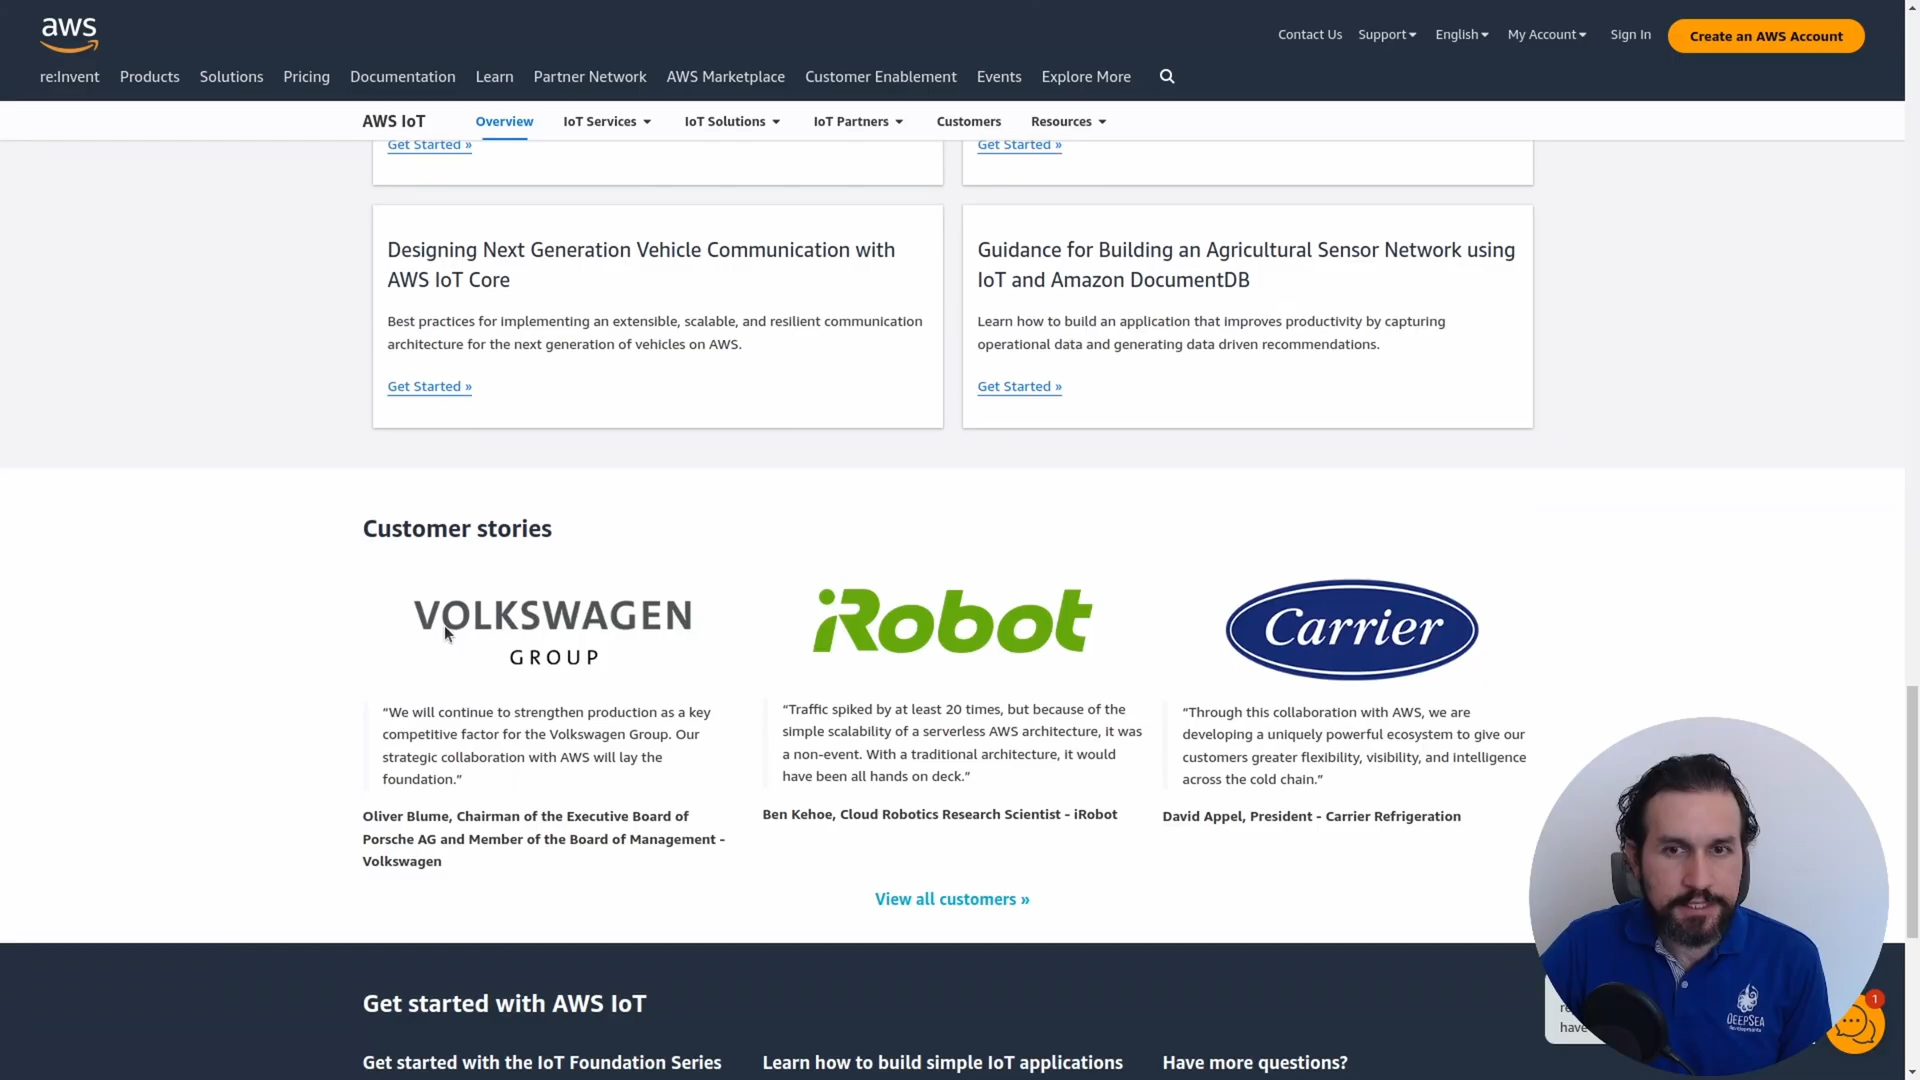 aws
Contact Us Support English My Account Sign In Create an AWS Account
re:Invent Products Solutions Pricing Documentation Learn Partner Network AWS Marketplace Customer Enablement Events Explore More
AWS IoT Overview IoT Services IoT Solutions IoT Partners Customers Resources
Get Started »
Get Started »
Designing Next Generation Vehicle Communication with
AWS IoT Core
Best practices for implementing an extensible, scalable, and resilient communication
architecture for the next generation of vehicles on AWS.
Get Started »
Guidance for Building an Agricultural Sensor Network using
IoT and Amazon DocumentDB
Learn how to build an application that improves productivity by capturing
operational data and generating data driven recommendations.
Get Started »
Customer stories
VOLKSWAGEN
GROUP
“We will continue to strengthen production as a key
competitive factor for the Volkswagen Group. Our
strategic collaboration with AWS will lay the
foundation.”
Oliver Blume, Chairman of the Executive Board of
Porsche AG and Member of the Board of Management -
Volkswagen
iRobot
“Traffic spiked by at least 20 times, but because of the
simple scalability of a serverless AWS architecture, it was
a non-event. With a traditional architecture, it would
have been all hands on deck.”
Ben Kehoe, Cloud Robotics Research Scientist - iRobot
Carrier
“Through this collaboration with AWS, we are
developing a uniquely powerful ecosystem to give our
customers greater flexibility, visibility, and intelligence
across the cold chain.”
David Appel, President - Carrier Refrigeration
View all customers »
Get started with AWS IoT
Get started with the IoT Foundation Series
Learn how to build simple IoT applications
Have more questions?
have
1
DEEPSEA